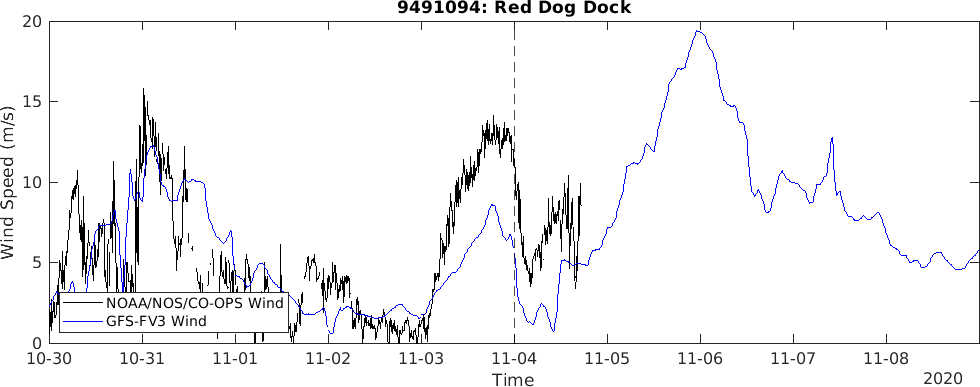 9491094: Red Dog Dock
20
15
10
5
0
Wind Speed (m/s)
NOAA/NOS/CO-OPS Wind
GFS-FV3 Wind
10-30 10-31 11-01 11-02 11-03 11-04 11-05 11-06 11-07 11-08
Time
2020